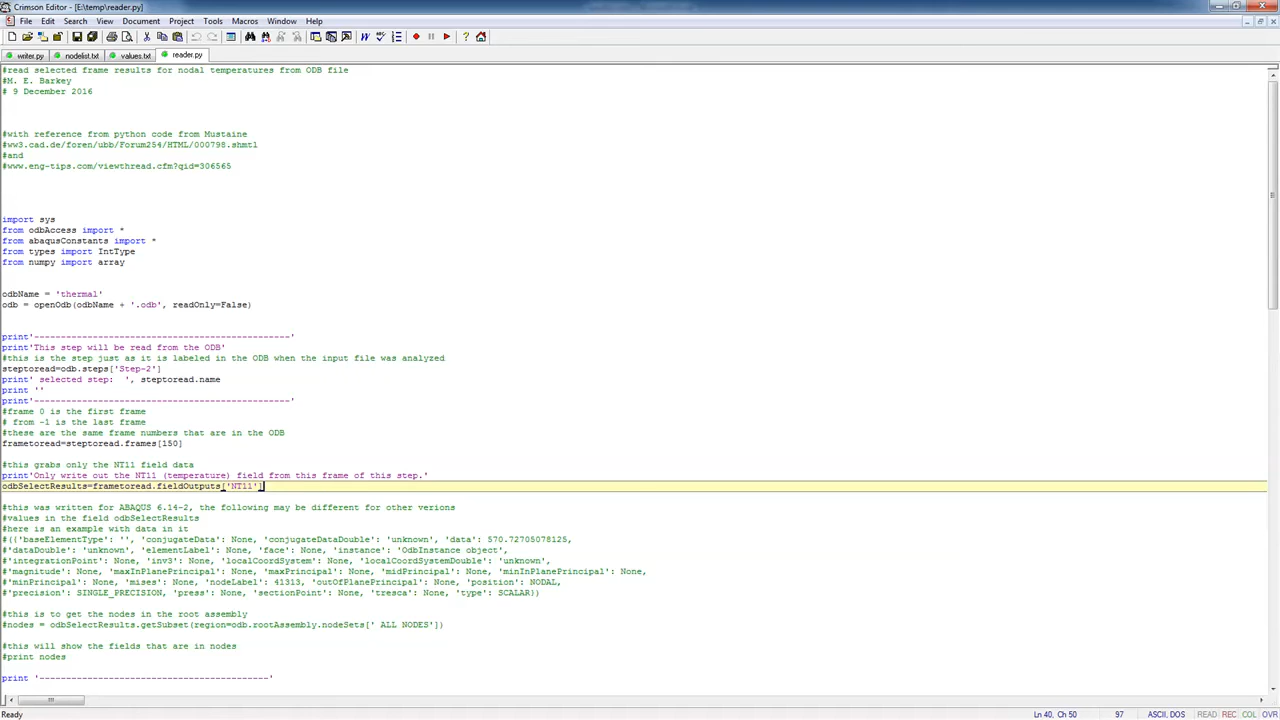 Crimson Editor - [E:\temp\reader.py]
File Edit Search View Document Project Tools Macros Window Help
writer.py nodelist.txt values.txt reader.py
#read selected frame results for nodal temperatures from ODB file
#M. E. Barkey
# 9 December 2016
#with reference from python code from Mustaine
#ww3.cad.de/foren/ubb/Forum254/HTML/000798.shmtl
#and
#www.eng-tips.com/viewthread.cfm?qid=306565
import sys
from odbAccess import *
from abaqusConstants import *
from types import IntType
from numpy import array
odbName = 'thermal'
odb = openOdb(odbName + '.odb', readOnly=False)
print'------------------------------------------------'
print'This step will be read from the ODB'
#this is the step just as it is labeled in the ODB when the input file was analyzed
steptoread=odb.steps['Step-2']
print' selected step:  ', steptoread.name
print ''
print'------------------------------------------------'
#frame 0 is the first frame
# from -1 is the last frame
#these are the same frame numbers that are in the ODB
frametoread=steptoread.frames[150]
#this grabs only the NT11 field data
print'Only write out the NT11 (temperature) field from this frame of this step.'
odbSelectResults=frametoread.fieldOutputs['NT11']
#this was written for ABAQUS 6.14-2, the following may be different for other verions
#values in the field odbSelectResults
#here is an example with data in it
#(('baseElementType': '', 'conjugateData': None, 'conjugateDataDouble': 'unknown', 'data': 570.72705078125,
#'dataDouble': 'unknown', 'elementLabel': None, 'face': None, 'instance': 'OdbInstance object',
#'integrationPoint': None, 'inv3': None, 'localCoordSystem': None, 'localCoordSystemDouble': 'unknown',
#'magnitude': None, 'maxInPlanePrincipal': None, 'maxPrincipal': None, 'midPrincipal': None, 'minInPlanePrincipal': None,
#'minPrincipal': None, 'mises': None, 'nodeLabel': 41313, 'outOfPlanePrincipal': None, 'position': NODAL,
#'precision': SINGLE_PRECISION, 'press': None, 'sectionPoint': None, 'tresca': None, 'type': SCALAR))
#this is to get the nodes in the root assembly
#nodes = odbSelectResults.getSubset(region=odb.rootAssembly.nodeSets[' ALL NODES'])
#this will show the fields that are in nodes
#print nodes
print '-------------------------------------------'
Ready Ln 40, Ch 50 97 ASCII, DOS READ REC COL OVR